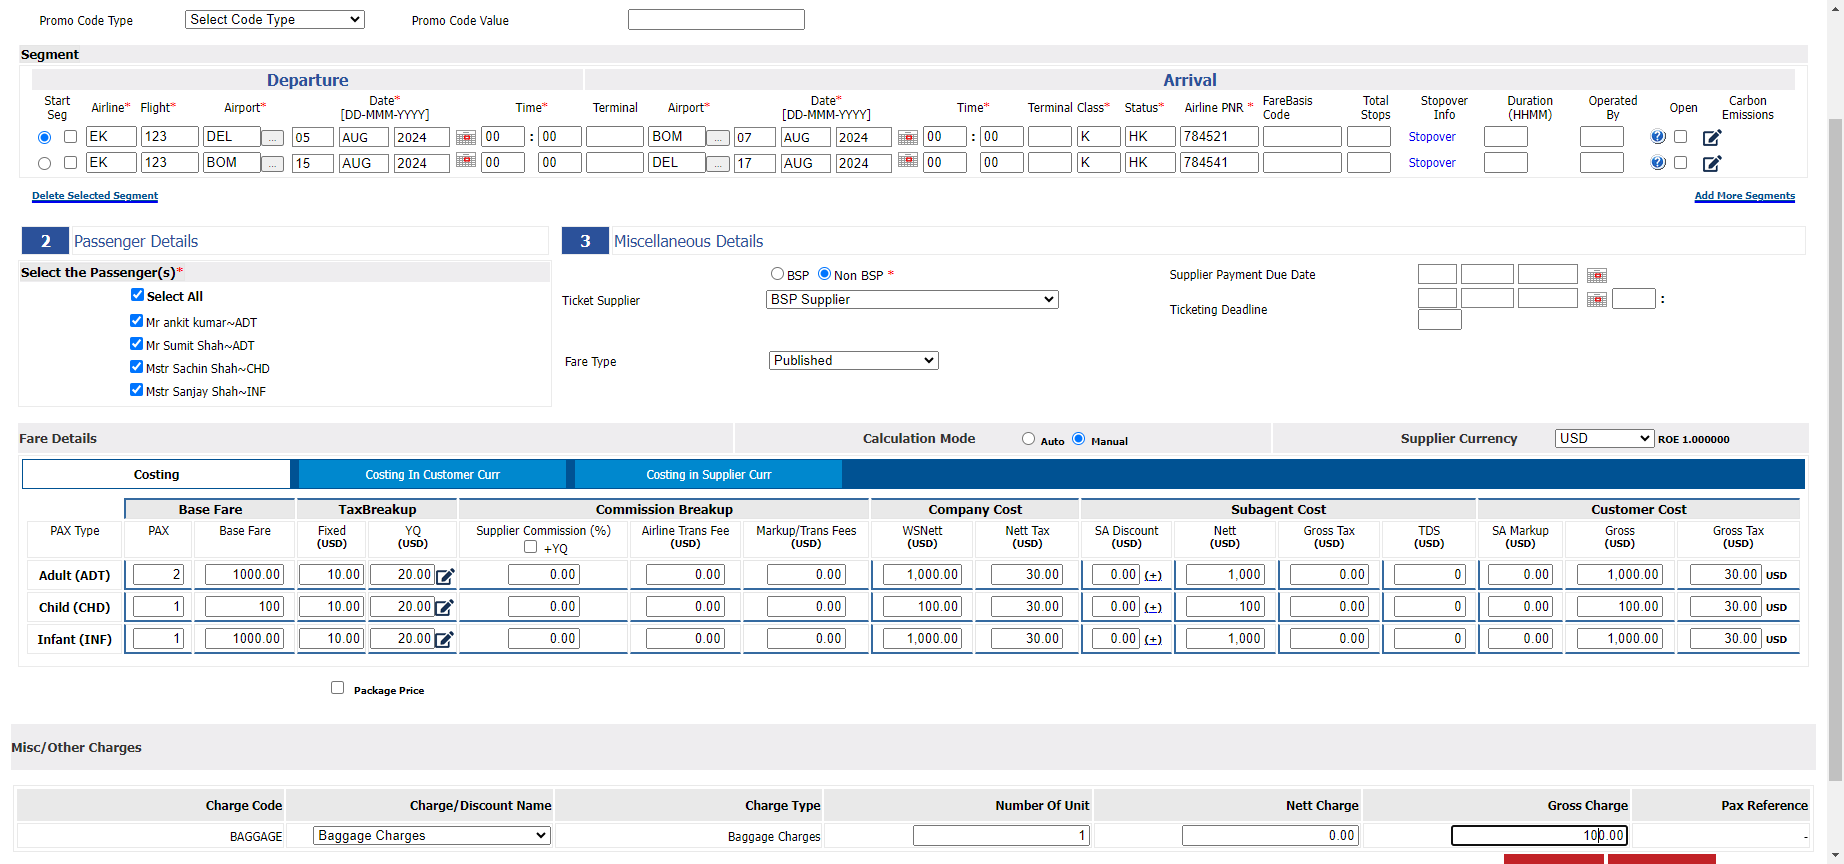 Promo Code Type Select Code Type Promo Code Value
Segment
Departure Arrival
Start Seg Airline* Flight* Airport* Date* [DD-MMM-YYYY] Time* Terminal Airport* Date* [DD-MMM-YYYY] Time* Terminal Class* Status* Airline PNR * FareBasis Code Total Stops Stopover Info Duration (HHMM) Operated By Open Carbon Emissions
EK 123 DEL ... 05 AUG 2024 00 : 00 BOM ... 07 AUG 2024 00 : 00 K HK 784521 Stopover ?
EK 123 BOM ... 15 AUG 2024 00 00 DEL ... 17 AUG 2024 00 00 K HK 784541 Stopover ?
Delete Selected Segment Add More Segments
2 Passenger Details 3 Miscellaneous Details
Select the Passenger(s)*
Select All
Mr ankit kumar~ADT
Mr Sumit Shah~ADT
Mstr Sachin Shah~CHD
Mstr Sanjay Shah~INF
BSP Non BSP *
Ticket Supplier BSP Supplier
Fare Type Published
Supplier Payment Due Date
Ticketing Deadline :
Fare Details Calculation Mode Auto Manual Supplier Currency USD ROE 1.000000
Costing Costing In Customer Curr Costing in Supplier Curr
Base Fare TaxBreakup Commission Breakup Company Cost Subagent Cost Customer Cost
PAX Type PAX Base Fare Fixed (USD) YQ (USD) Supplier Commission (%) +YQ Airline Trans Fee (USD) Markup/Trans Fees (USD) WSNett (USD) Nett Tax (USD) SA Discount (USD) Nett (USD) Gross Tax (USD) TDS (USD) SA Markup (USD) Gross (USD) Gross Tax (USD)
Adult (ADT) 2 1000.00 10.00 20.00 0.00 0.00 0.00 1,000.00 30.00 0.00 (+) 1,000 0.00 0 0.00 1,000.00 30.00 USD
Child (CHD) 1 100 10.00 20.00 0.00 0.00 0.00 100.00 30.00 0.00 (+) 100 0.00 0 0.00 100.00 30.00 USD
Infant (INF) 1 1000.00 10.00 20.00 0.00 0.00 0.00 1,000.00 30.00 0.00 (+) 1,000 0.00 0 0.00 1,000.00 30.00 USD
Package Price
Misc/Other Charges
Charge Code Charge/Discount Name Charge Type Number Of Unit Nett Charge Gross Charge Pax Reference
BAGGAGE Baggage Charges Baggage Charges 1 0.00 100.00 -